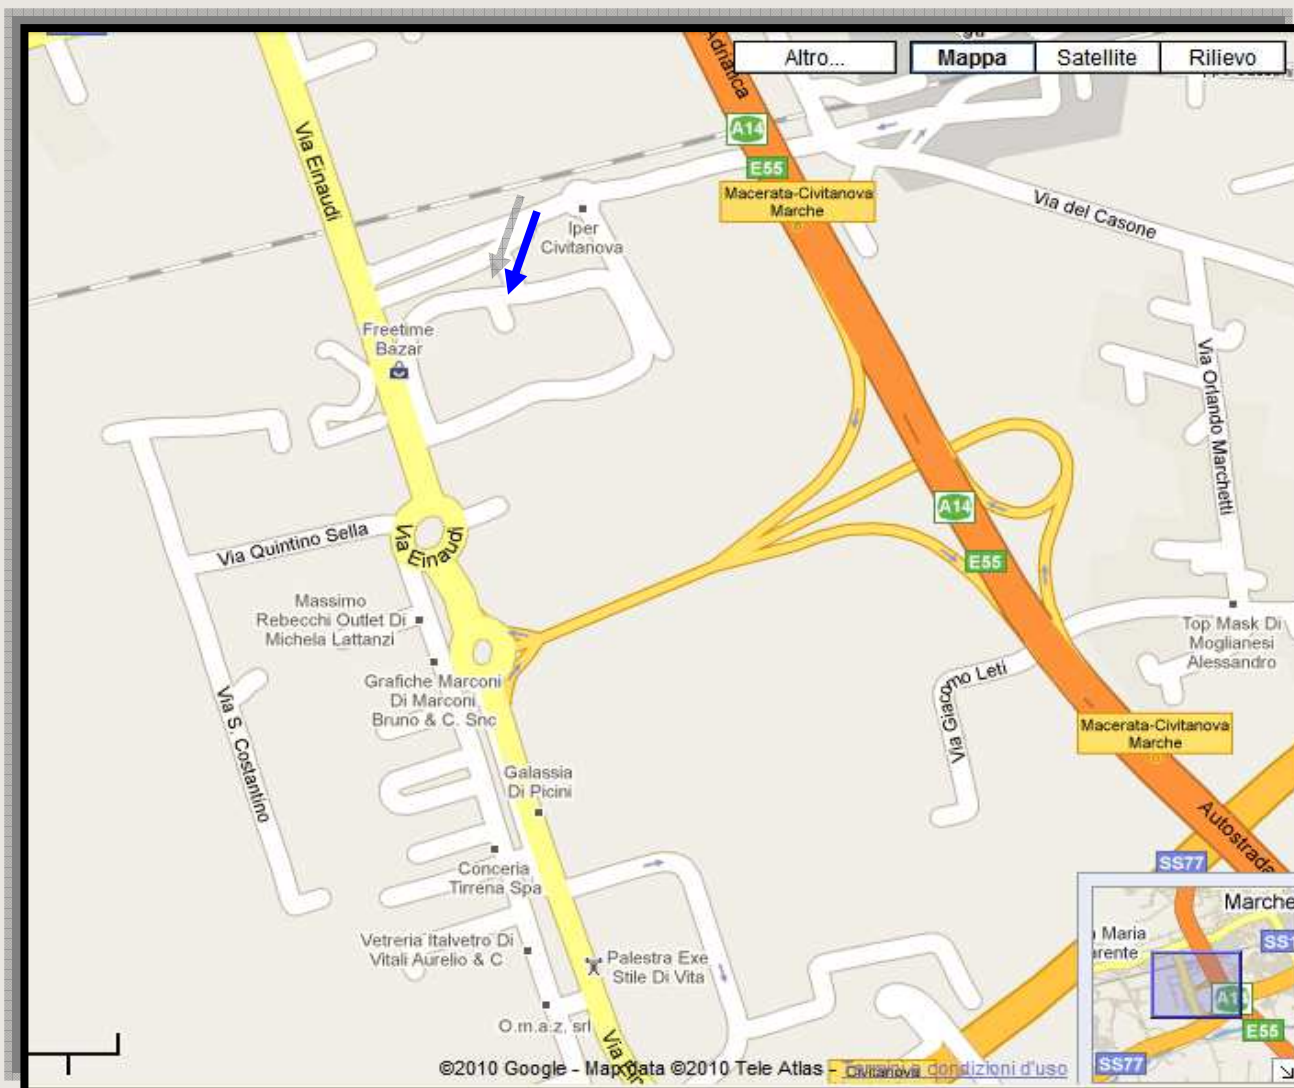 Altro...
Mappa
Satellite
Rilievo
Adriatica
A14
E55
Macerata-Civitanova
Marche
Via Einaudi
Iper
Civitanova
Via del Casone
Freetime
Bazar
Via Orlando Marchetti
Via Quintino Sella
Via Einaudi
A14
E55
Massimo
Rebecchi Outlet Di
Michela Lattanzi
Top Mask Di
Moglianesi
Alessandro
Grafiche Marconi
Di Marconi
Bruno & C. Snc
Via S. Costantino
Via Giacomo Leti
Macerata-Civitanova
Marche
Galassia
Di Picini
Autostrada
SS77
Conceria
Tirrena Spa
Marche
Maria
SS1
Vetreria Italvetro Di
Vitali Aurelio & C
Palestra Exe
Stile Di Vita
A14
E55
O.m.a.z. srl
Via
SS77
©2010 Google - Map data ©2010 Tele Atlas - Termini e condizioni d'uso
Civitanova